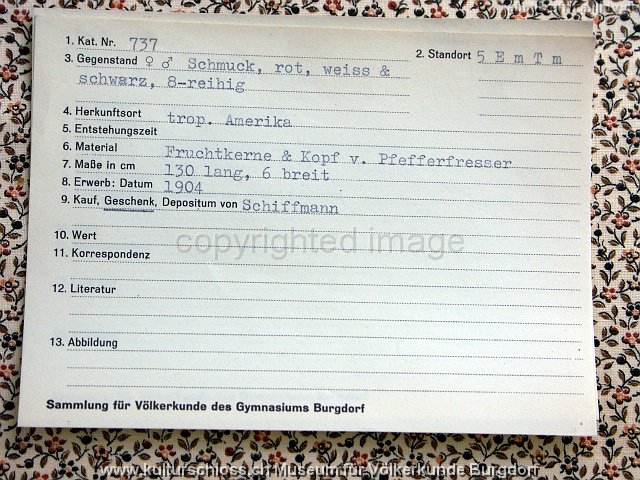 1. Kat. Nr. 737
2. Standort 5 E m T m
3. Gegenstand ♀ ♂ Schmuck, rot, weiss &
schwarz, 8-reihig
4. Herkunftsort trop. Amerika
5. Entstehungszeit
6. Material Fruchtkerne & Kopf v. Pfefferfresser
7. Maße in cm 130 lang, 6 breit
8. Erwerb: Datum 1904
9. Kauf, Geschenk, Depositum von Schiffmann
10. Wert
copyrighted image
11. Korrespondenz
12. Literatur
13. Abbildung
Sammlung für Völkerkunde des Gymnasiums Burgdorf
www.kulturschloss.ch Museum für Völkerkunde Burgdorf